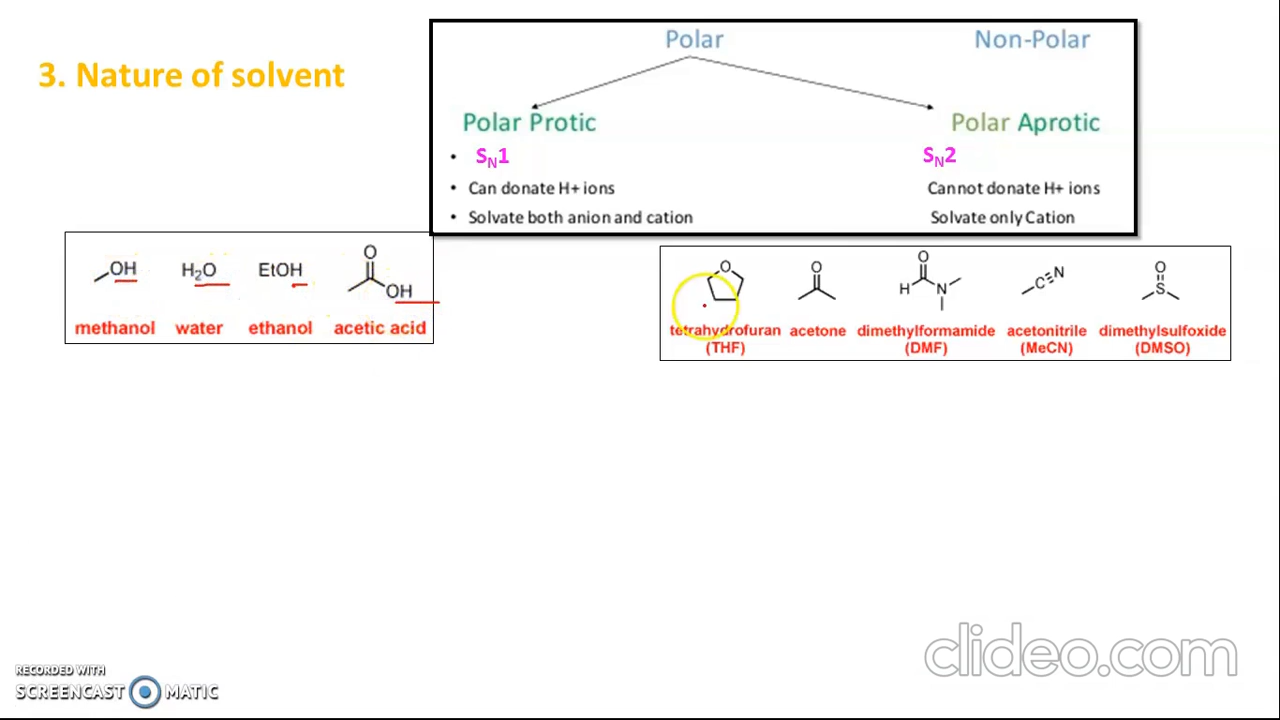 3. Nature of solvent
Polar
Non-Polar
Polar Protic
Polar Aprotic
• SN1
SN2
• Can donate H+ ions
Cannot donate H+ ions
• Solvate both anion and cation
Solvate only Cation
OH
H2O
EtOH
O
OH
methanol
water
ethanol
acetic acid
O
O
O
H
N
C
N
O
S
tetrahydrofuran
(THF)
acetone
dimethylformamide
(DMF)
acetonitrile
(MeCN)
dimethylsulfoxide
(DMSO)
clideo.com
RECORDED WITH
SCREENCAST MATIC